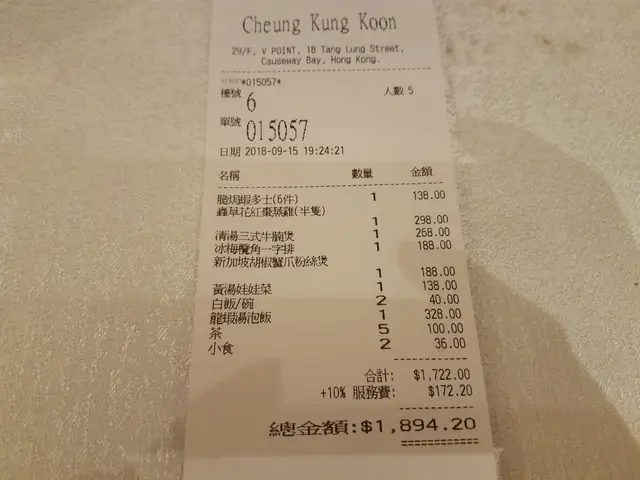 Cheung Kung Koon
29/F, V POINT, 18 Tang Lung Street,
Causeway Bay, Hong Kong.
*015057*
檯號 6 人數 5
單號 015057
日期 2018-09-15 19:24:21
名稱 數量 金額
脆焗蝦多士(6件) 1 138.00
蟲草花紅棗蒸雞(半隻)
1 298.00
清湯三式牛腩煲 1 268.00
冰梅欖角一字排 1 188.00
新加坡胡椒蟹爪粉絲煲
1 188.00
黃湯娃娃菜 1 138.00
白飯/碗 2 40.00
龍蝦湯泡飯 1 328.00
茶 5 100.00
小食 2 36.00
合計: $1,722.00
+10% 服務費: $172.20
總金額:$1,894.20